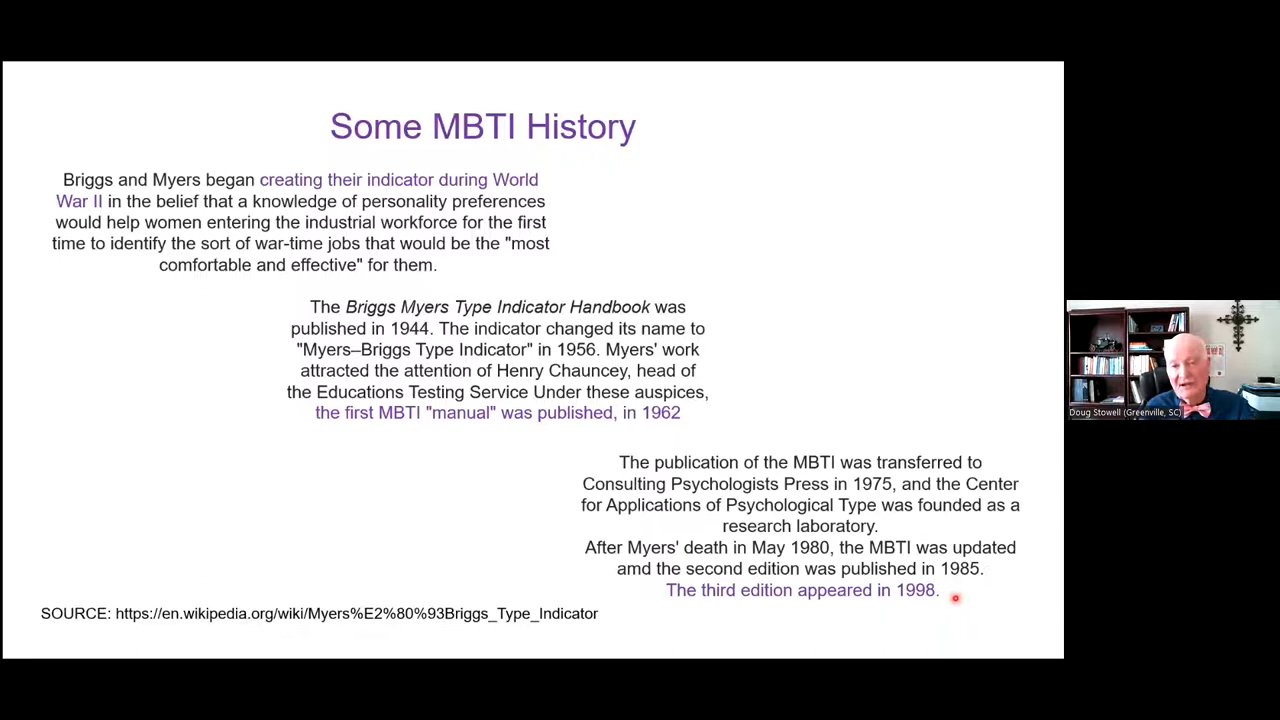 Some MBTI History
Briggs and Myers began creating their indicator during World
War II in the belief that a knowledge of personality preferences
would help women entering the industrial workforce for the first
time to identify the sort of war-time jobs that would be the "most
comfortable and effective" for them.
The Briggs Myers Type Indicator Handbook was
published in 1944. The indicator changed its name to
"Myers–Briggs Type Indicator" in 1956. Myers' work
attracted the attention of Henry Chauncey, head of
the Educations Testing Service Under these auspices,
the first MBTI "manual" was published, in 1962
The publication of the MBTI was transferred to
Consulting Psychologists Press in 1975, and the Center
for Applications of Psychological Type was founded as a
research laboratory.
After Myers' death in May 1980, the MBTI was updated
amd the second edition was published in 1985.
The third edition appeared in 1998.
SOURCE: https://en.wikipedia.org/wiki/Myers%E2%80%93Briggs_Type_Indicator
Doug Stowell (Greenville, SC)